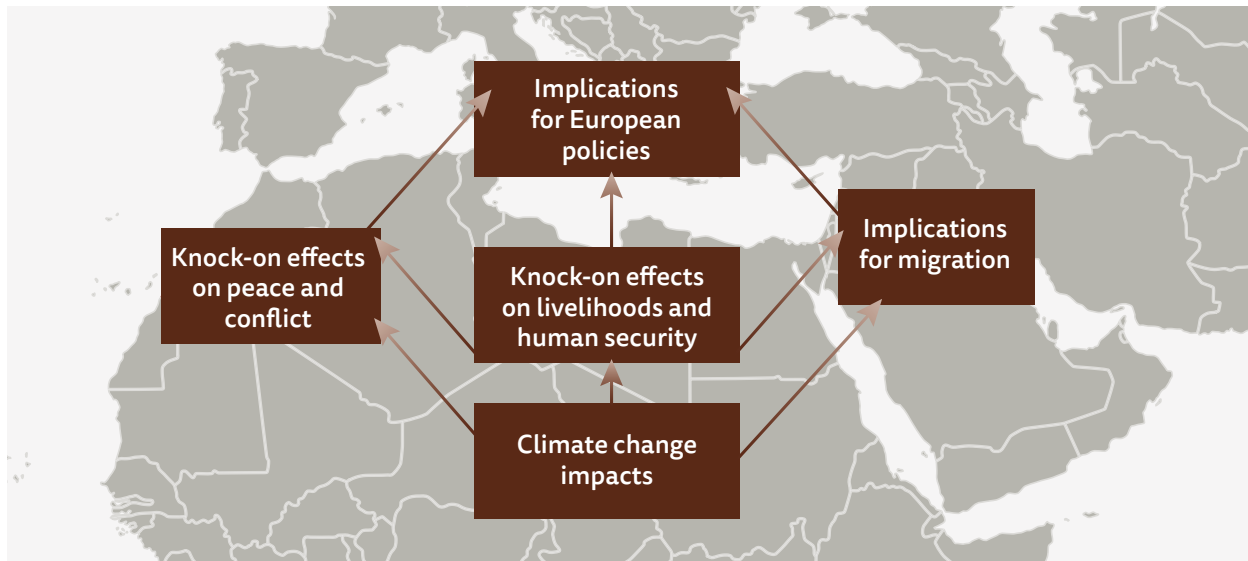 Implications
for European
policies
Knock-on effects
on peace and
conflict
Knock-on effects
on livelihoods and
human security
Implications
for migration
Climate change
impacts